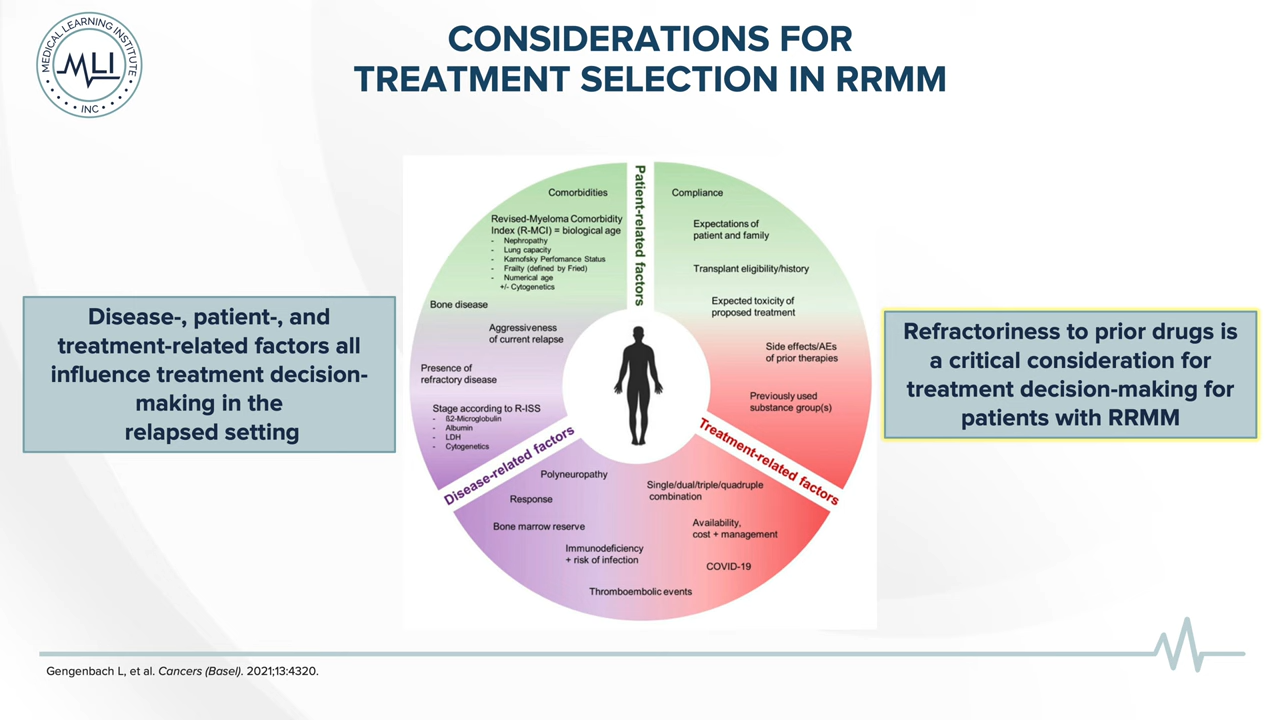 MEDICAL LEARNING INSTITUTE
MLI
INC
CONSIDERATIONS FOR
TREATMENT SELECTION IN RRMM
Disease-, patient-, and
treatment-related factors all
influence treatment decision-
making in the
relapsed setting
Patient-related factors
Comorbidities
Revised-Myeloma Comorbidity
Index (R-MCI) = biological age
- Nephropathy
- Lung capacity
- Karnofsky Perfomance Status
- Frailty (defined by Fried)
- Numerical age
+/- Cytogenetics
Bone disease
Aggressiveness
of current relapse
Presence of
refractory disease
Stage according to R-ISS
- ß2-Microglobulin
- Albumin
- LDH
- Cytogenetics
Disease-related factors
Compliance
Expectations of
patient and family
Transplant eligibility/history
Expected toxicity of
proposed treatment
Side effects/AEs
of prior therapies
Previously used
substance group(s)
Treatment-related factors
Polyneuropathy
Response
Bone marrow reserve
Immunodeficiency
+ risk of infection
Thromboembolic events
Single/dual/triple/quadruple
combination
Availability,
cost + management
COVID-19
Refractoriness to prior drugs is
a critical consideration for
treatment decision-making for
patients with RRMM
Gengenbach L, et al. Cancers (Basel). 2021;13:4320.